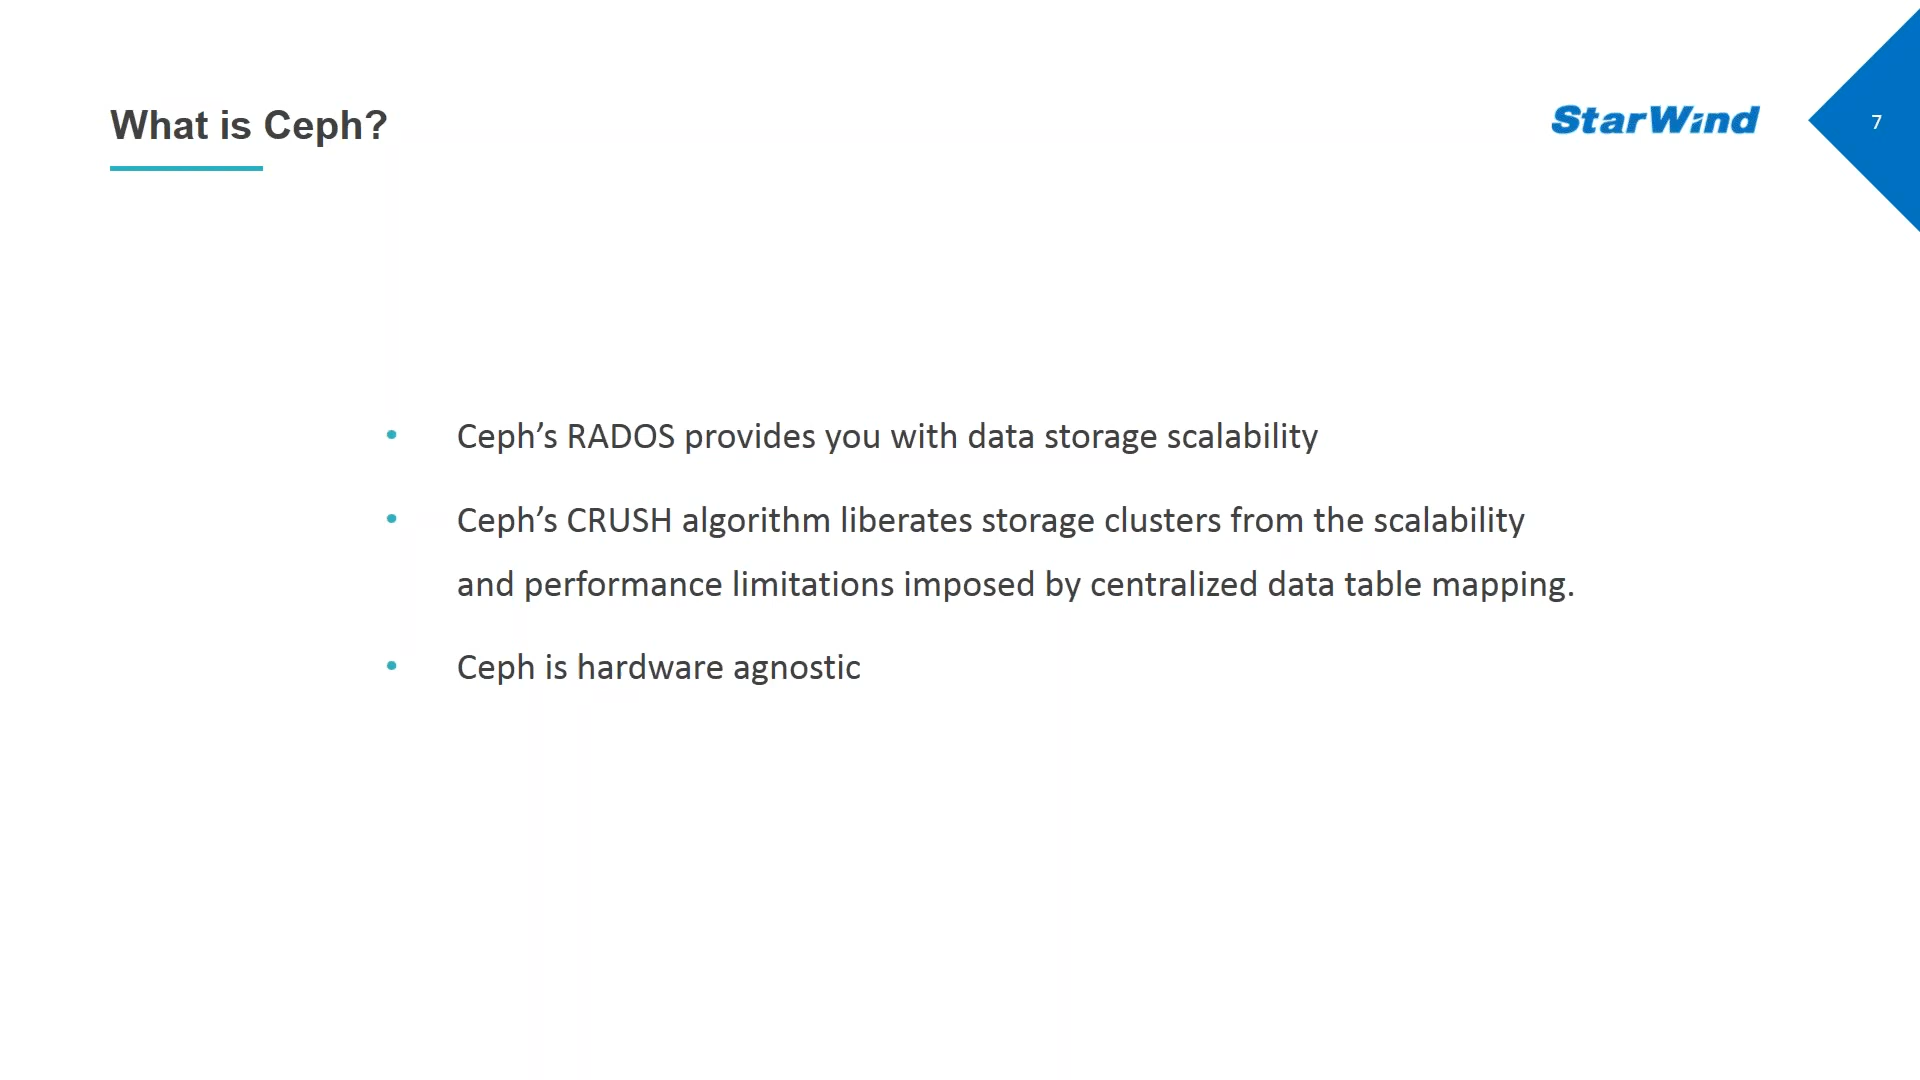 What is Ceph?
StarWind
7
• Ceph’s RADOS provides you with data storage scalability
• Ceph’s CRUSH algorithm liberates storage clusters from the scalability
and performance limitations imposed by centralized data table mapping.
• Ceph is hardware agnostic